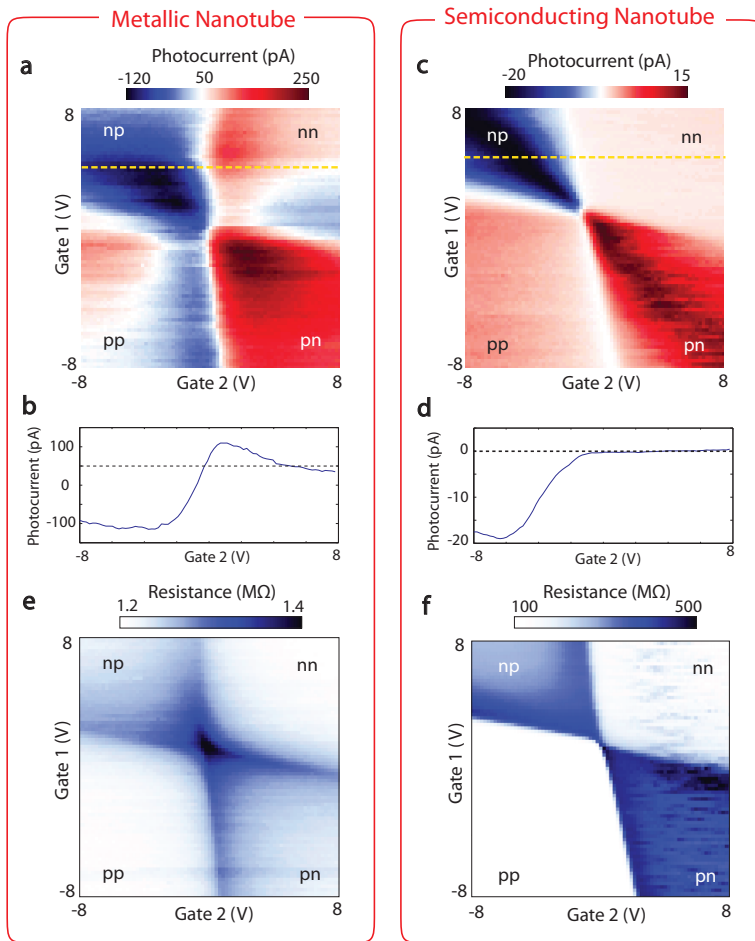 Metallic Nanotube
Semiconducting Nanotube
a
Photocurrent (pA)
-120 50 250
8
np nn
Gate 1 (V)
pp pn
-8
-8 Gate 2 (V) 8
c
Photocurrent (pA)
-20 15
8
np nn
Gate 1 (V)
pp pn
-8
-8 Gate 2 (V) 8
b
Photocurrent (pA)
100
0
-100
-8 Gate 2 (V) 8
d
Photocurrent (pA)
0
-10
-20
-8 Gate 2 (V) 8
e
Resistance (MΩ)
1.2 1.4
8
np nn
Gate 1 (V)
pp pn
-8
-8 Gate 2 (V) 8
f
Resistance (MΩ)
100 500
8
np nn
Gate 1 (V)
pp pn
-8
-8 Gate 2 (V) 8